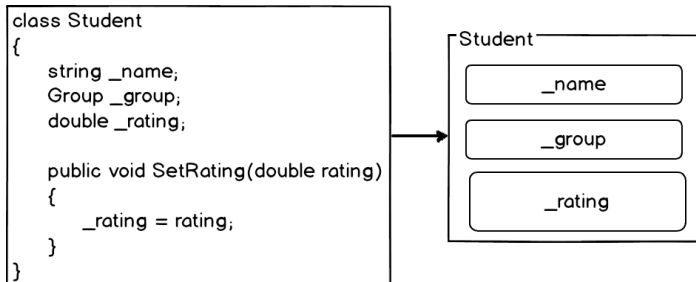 class Student
{
string _name;
Group _group;
double _rating;
public void SetRating(double rating)
{
_rating = rating;
}
}
Student
_name
_group
_rating